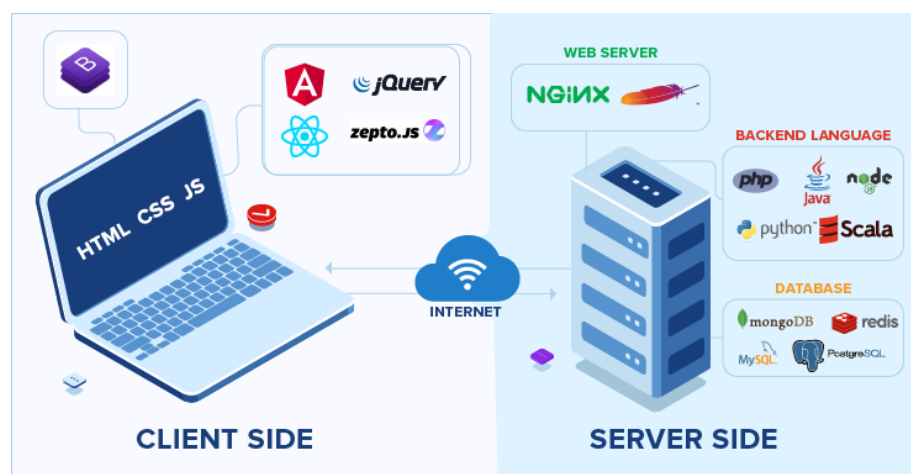 B
jQuery
zepto.JS
HTML CSS JS
WEB SERVER
NGINX
BACKEND LANGUAGE
php
Java
node
JS
python
Scala
INTERNET
DATABASE
mongoDB
redis
MySQL
PostgreSQL
CLIENT SIDE
SERVER SIDE